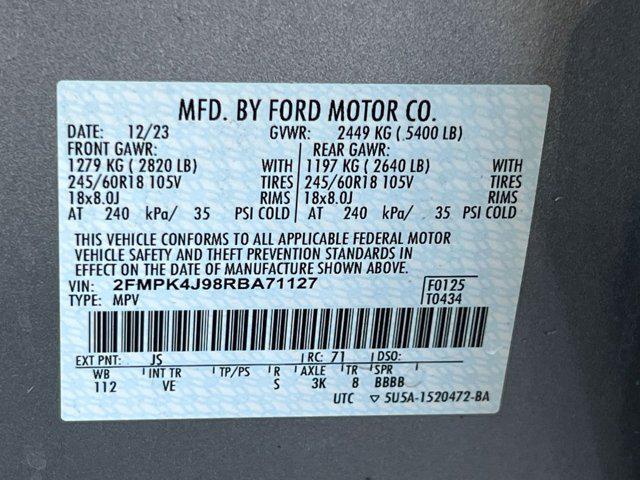 MFD. BY FORD MOTOR CO.
DATE: 12/23 GVWR: 2449 KG ( 5400 LB)
FRONT GAWR: REAR GAWR:
1279 KG ( 2820 LB) WITH 1197 KG ( 2640 LB) WITH
245/60R18 105V TIRES 245/60R18 105V TIRES
18x8.0J RIMS 18x8.0J RIMS
AT 240 kPa/ 35 PSI COLD AT 240 kPa/ 35 PSI COLD
THIS VEHICLE CONFORMS TO ALL APPLICABLE FEDERAL MOTOR
VEHICLE SAFETY AND THEFT PREVENTION STANDARDS IN
EFFECT ON THE DATE OF MANUFACTURE SHOWN ABOVE.
VIN: 2FMPK4J98RBA71127 F0125
TYPE: MPV T0434
EXT PNT: JS RC: 71 DSO:
WB INT TR TP/PS R AXLE TR SPR
112 VE S 3K 8 BBBB
UTC ▽ 5U5A-1520472-BA